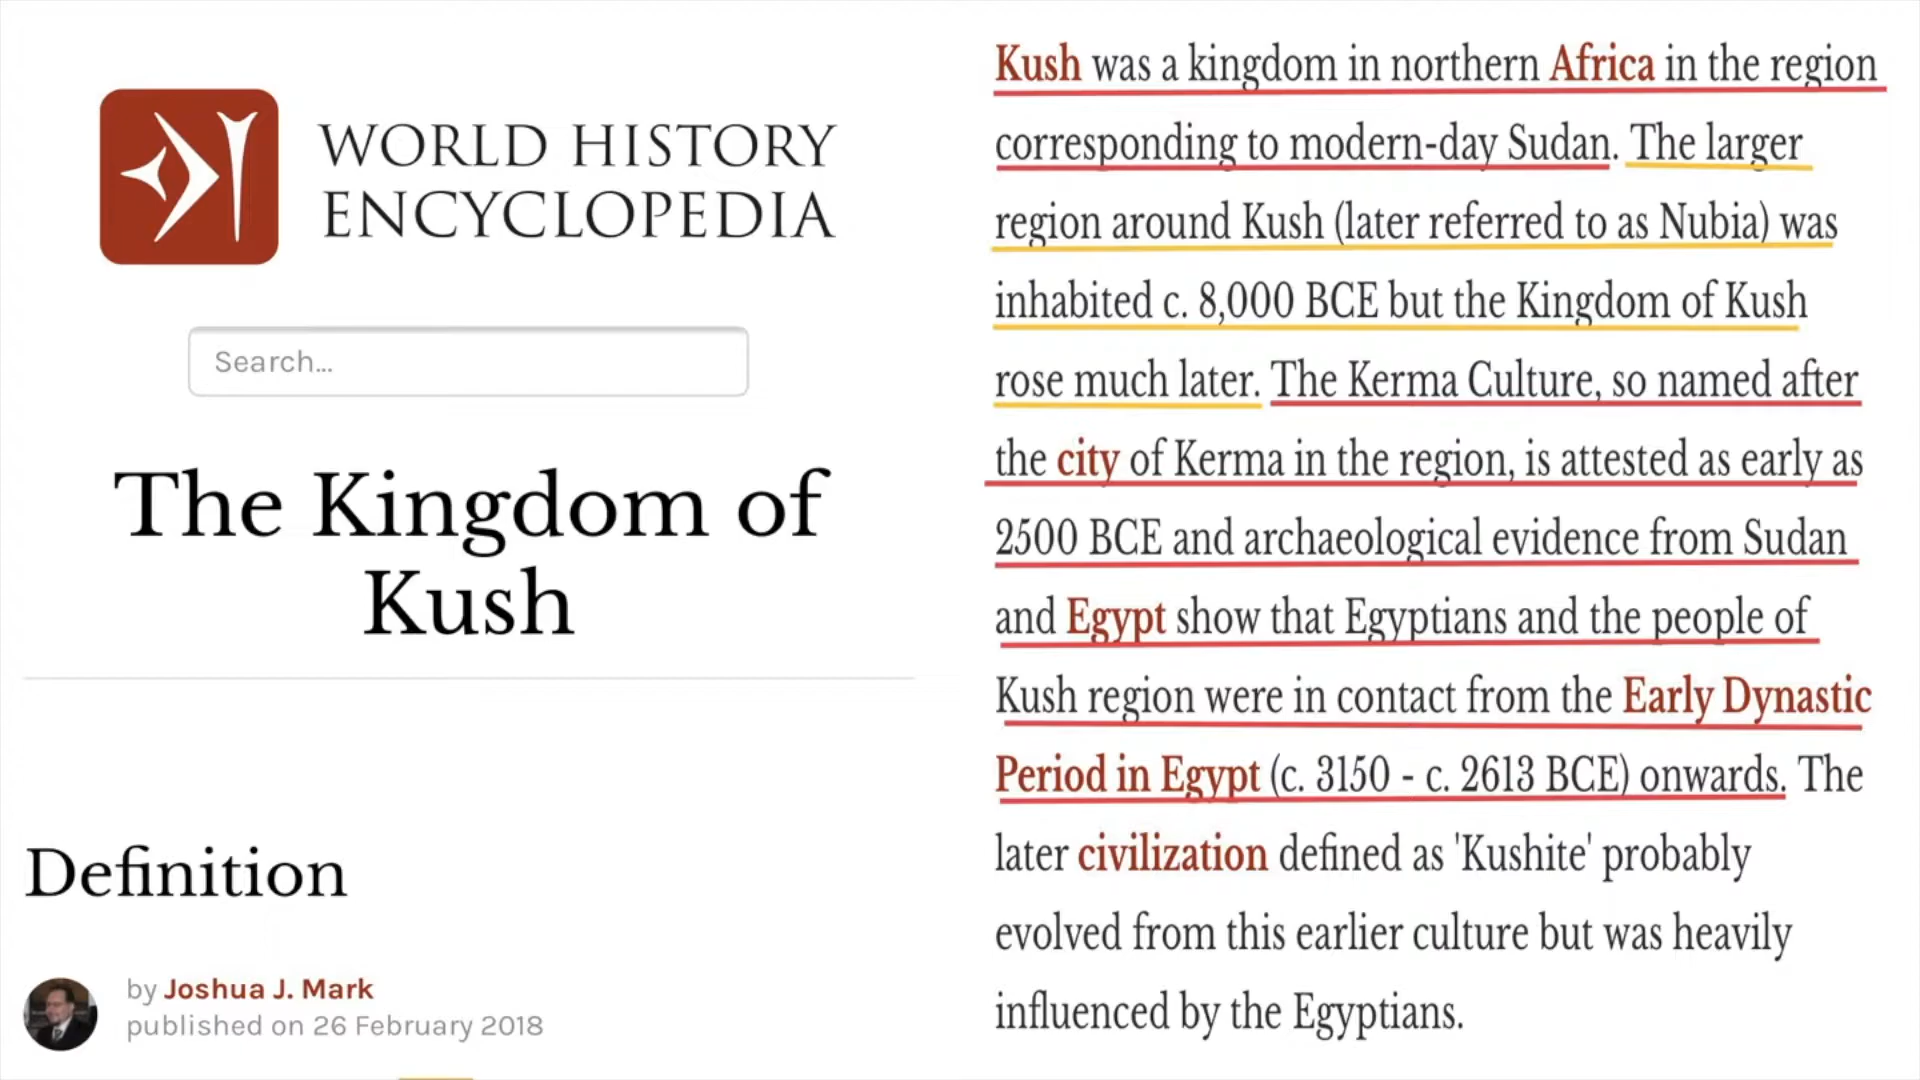 WORLD HISTORY
ENCYCLOPEDIA
Search...
The Kingdom of
Kush
Definition
by Joshua J. Mark
published on 26 February 2018
Kush was a kingdom in northern Africa in the region
corresponding to modern-day Sudan. The larger
region around Kush (later referred to as Nubia) was
inhabited c. 8,000 BCE but the Kingdom of Kush
rose much later. The Kerma Culture, so named after
the city of Kerma in the region, is attested as early as
2500 BCE and archaeological evidence from Sudan
and Egypt show that Egyptians and the people of
Kush region were in contact from the Early Dynastic
Period in Egypt (c. 3150 - c. 2613 BCE) onwards. The
later civilization defined as 'Kushite' probably
evolved from this earlier culture but was heavily
influenced by the Egyptians.